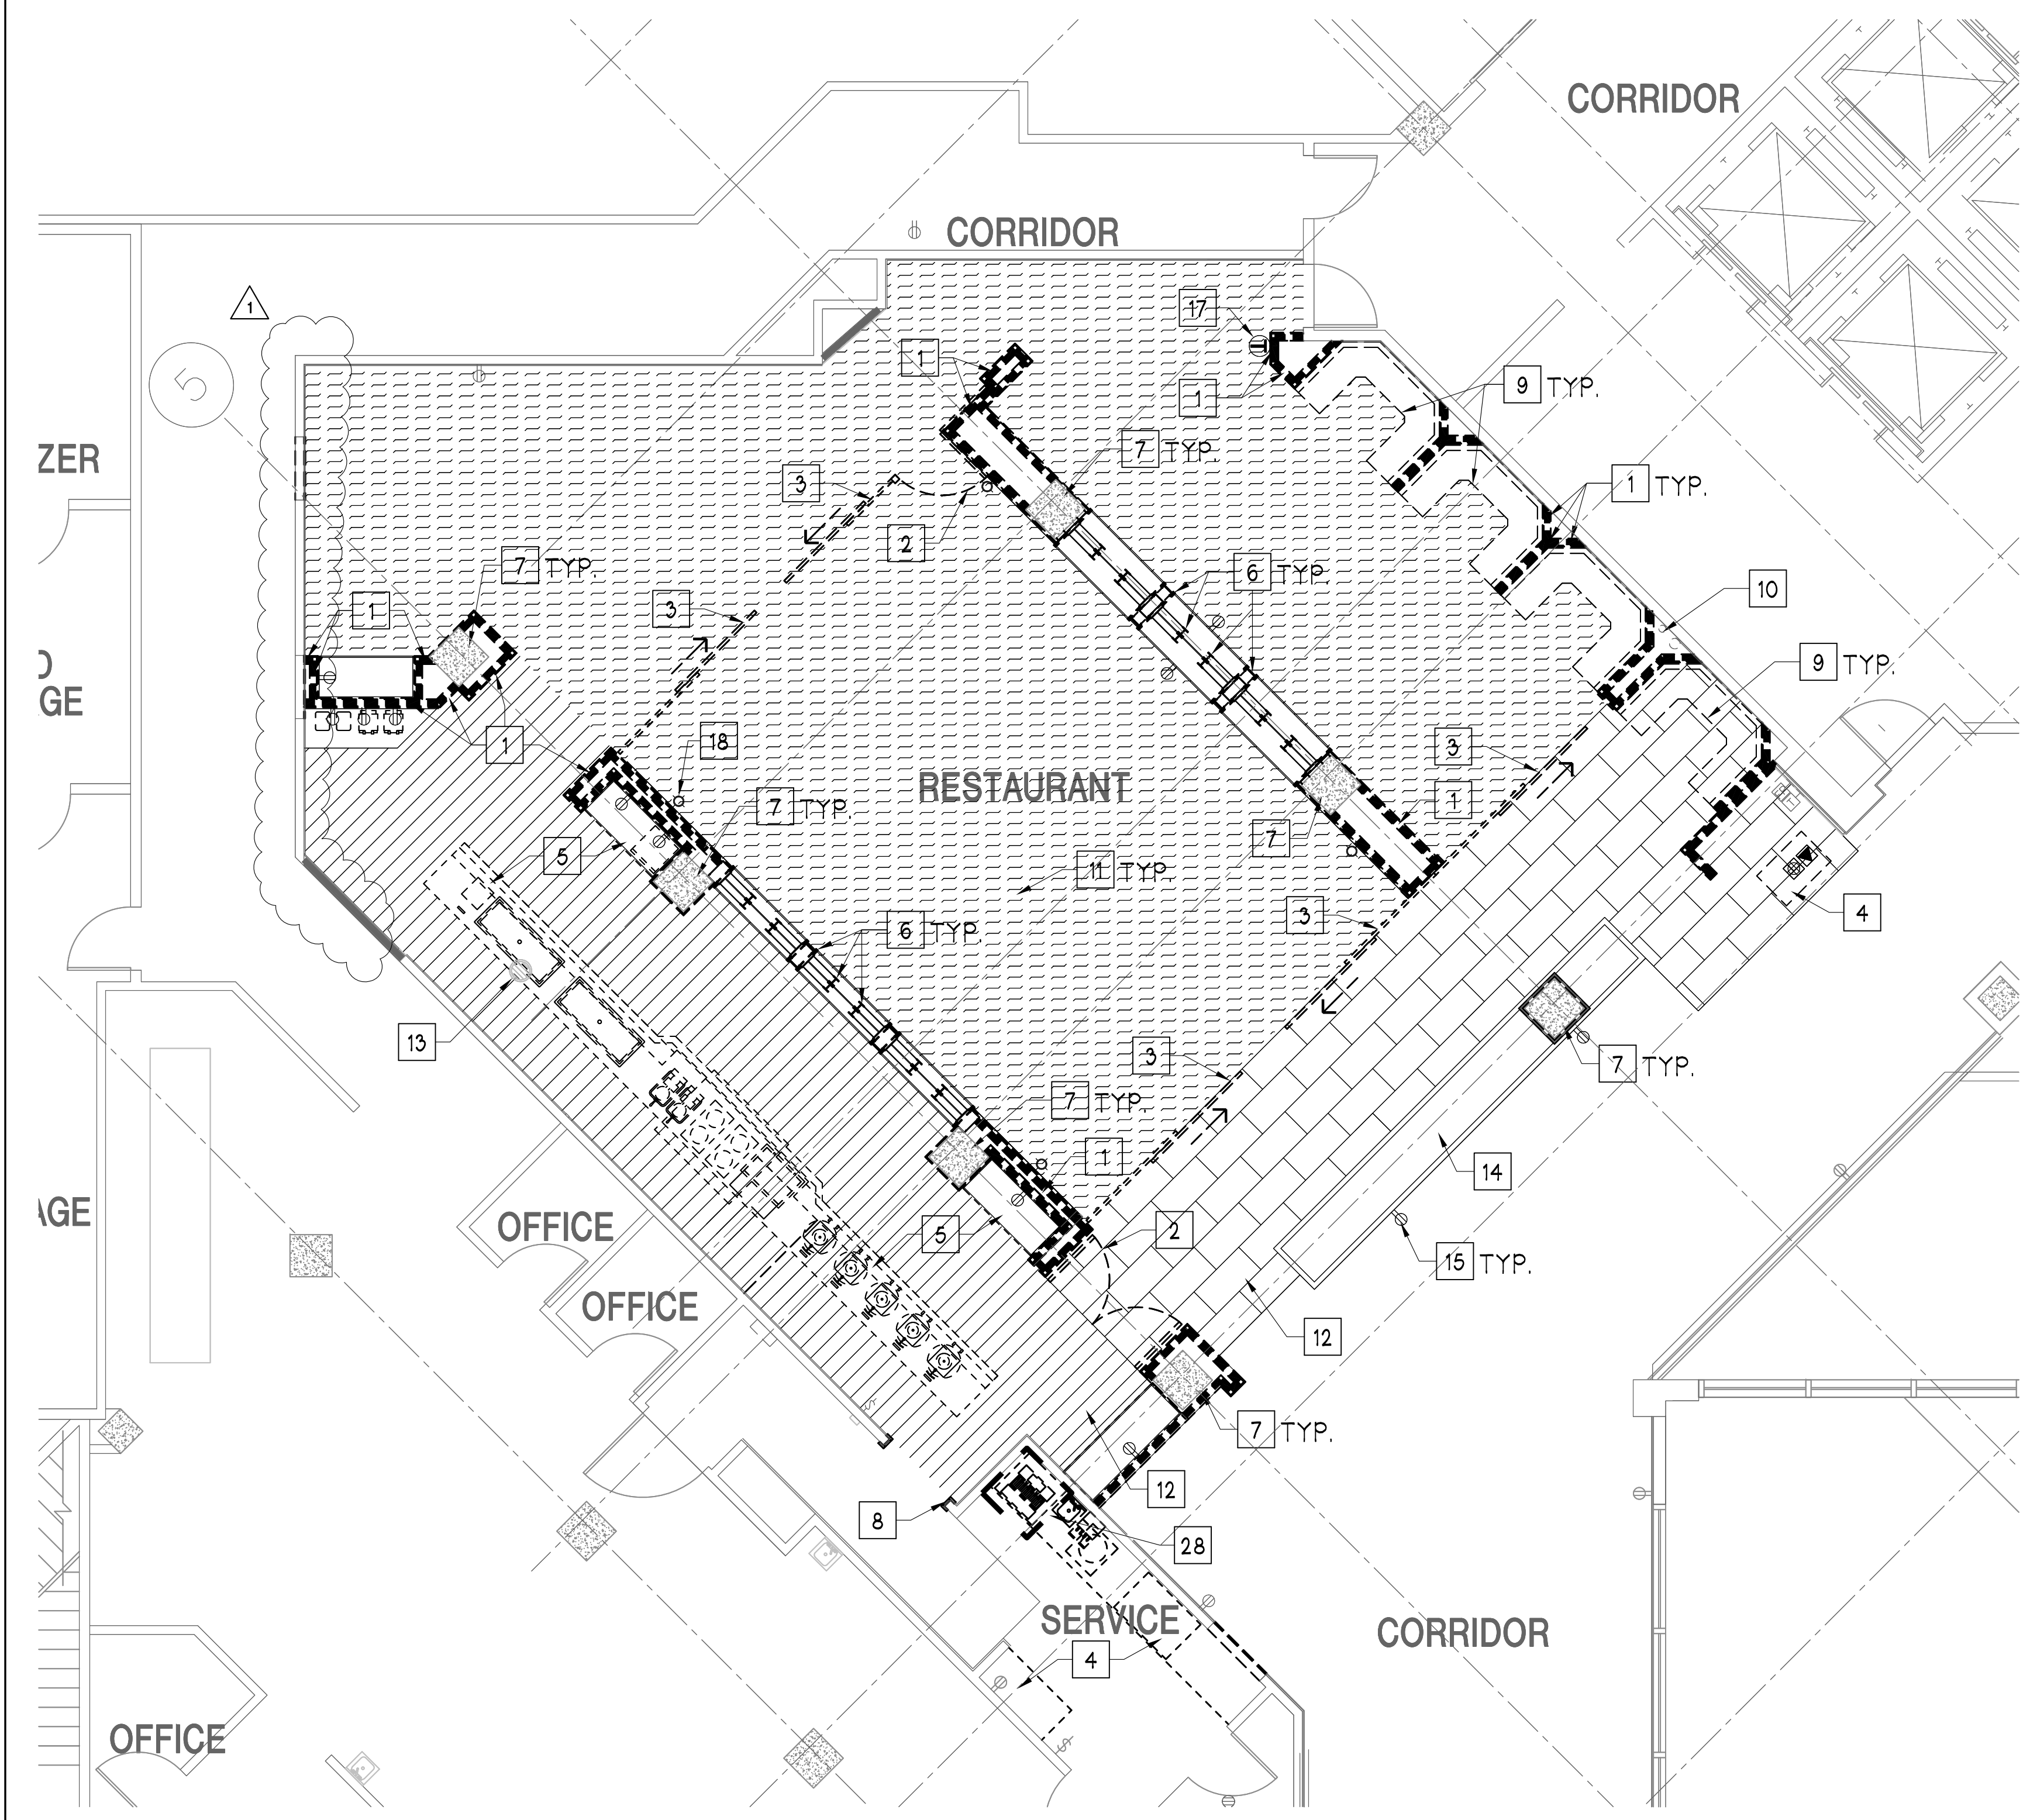 CORRIDOR
CORRIDOR
1
17
1
5
1
9 TYP.
7 TYP.
ZER
3
1 TYP.
2
7 TYP.
6 TYP.
10
1
3
D
GE
9 TYP.
1
18
3
RESTAURANT
7 TYP.
1
7
5
11 TYP.
4
3
6 TYP.
13
3
7 TYP.
7 TYP.
1
14
AGE
OFFICE
5
2
15 TYP.
OFFICE
12
7 TYP.
12
8
28
SERVICE
CORRIDOR
4
OFFICE